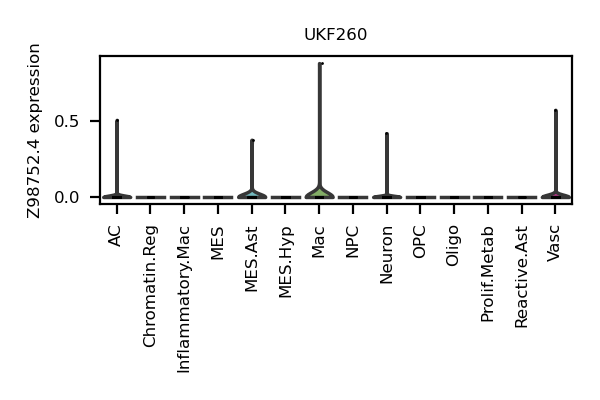 UKF260
Z98752.4 expression
0.5
0.0
AC
Chromatin.Reg
Inflammatory.Mac
MES
MES.Ast
MES.Hyp
Mac
NPC
Neuron
OPC
Oligo
Prolif.Metab
Reactive.Ast
Vasc